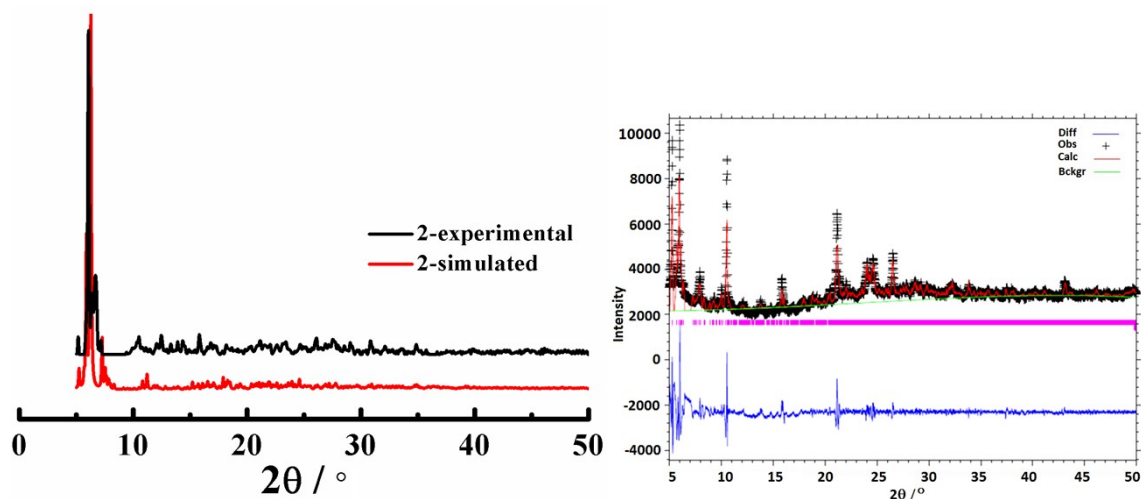 2-experimental
2-simulated
0 10 20 30 40 50
2θ / °
10000
8000
6000
4000
2000
0
-2000
-4000
Intensity
Diff
Obs
Calc
Bckgr
5 10 15 20 25 30 35 40 45 50
2θ / °